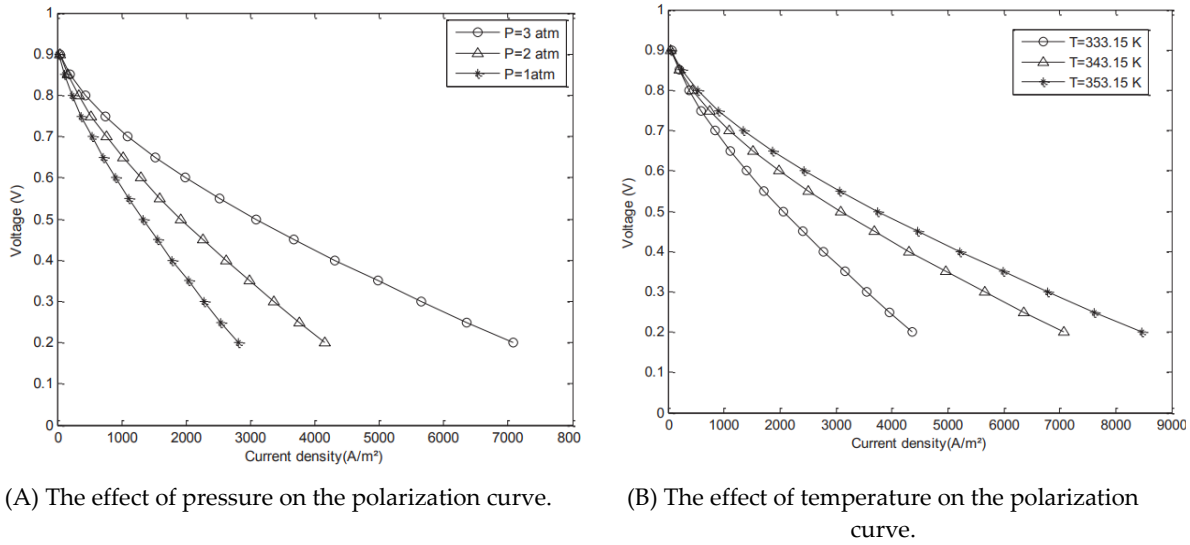 1
0.9
0.8
0.7
0.6
0.5
0.4
0.3
0.2
0.1
0
Voltage (V)
P=3 atm
P=2 atm
P=1atm
0 1000 2000 3000 4000 5000 6000 7000 800
Current density(A/m²)
(A) The effect of pressure on the polarization curve.
1
0.9
0.8
0.7
0.6
0.5
0.4
0.3
0.2
0.1
0
Voltage (V)
T=333.15 K
T=343.15 K
T=353.15 K
0 1000 2000 3000 4000 5000 6000 7000 8000 9000
Current density(A/m²)
(B) The effect of temperature on the polarization
curve.